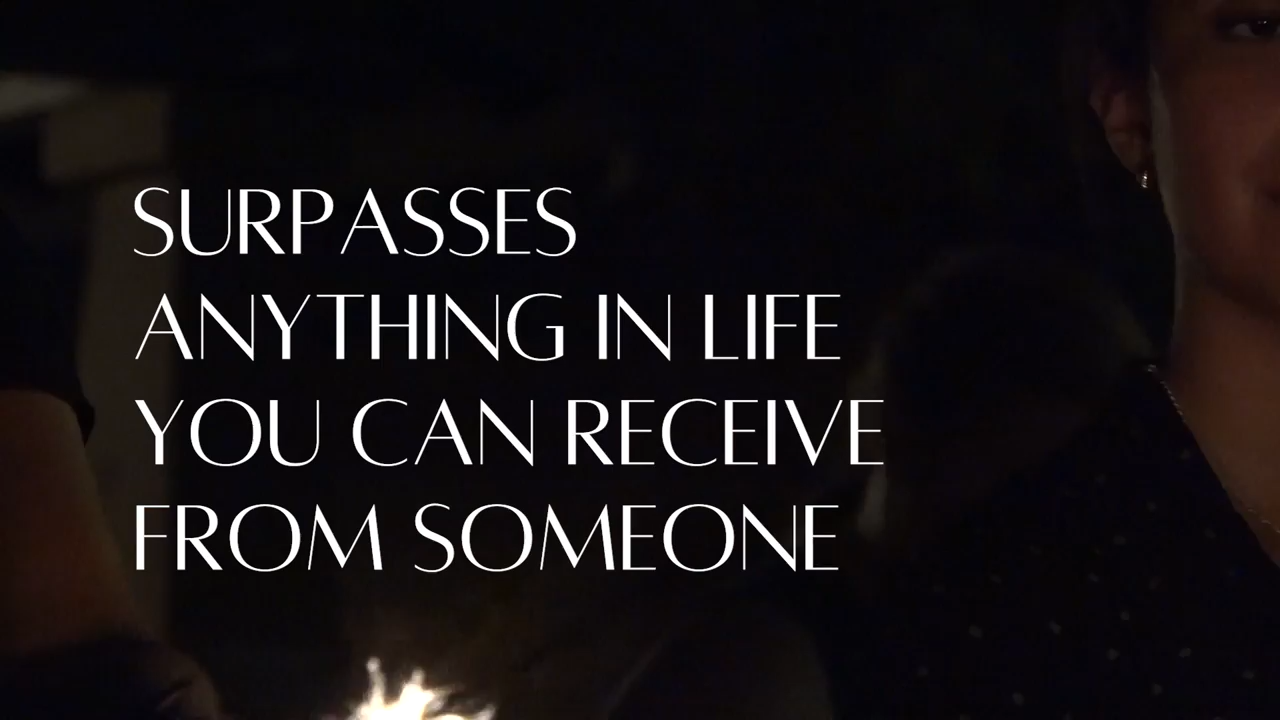 SURPASSES
ANYTHING IN LIFE
YOU CAN RECEIVE
FROM SOMEONE